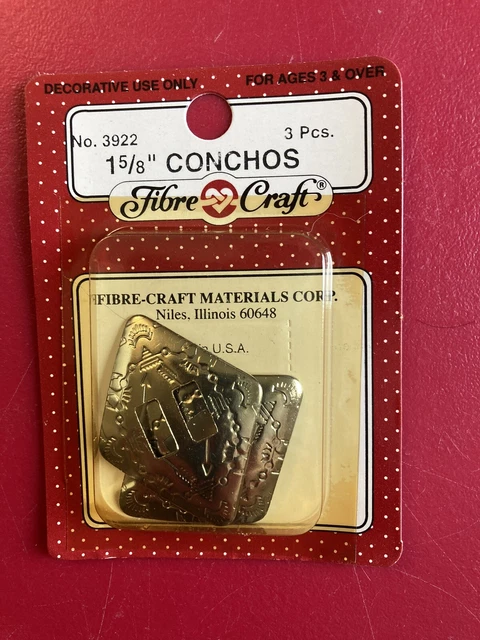 DECORATIVE USE ONLY FOR AGES 3 & OVER
No. 3922 3 Pcs.
1 5/8" CONCHOS
Fibre Craft®
FIBRE-CRAFT MATERIALS CORP.
Niles, Illinois 60648
in U.S.A.